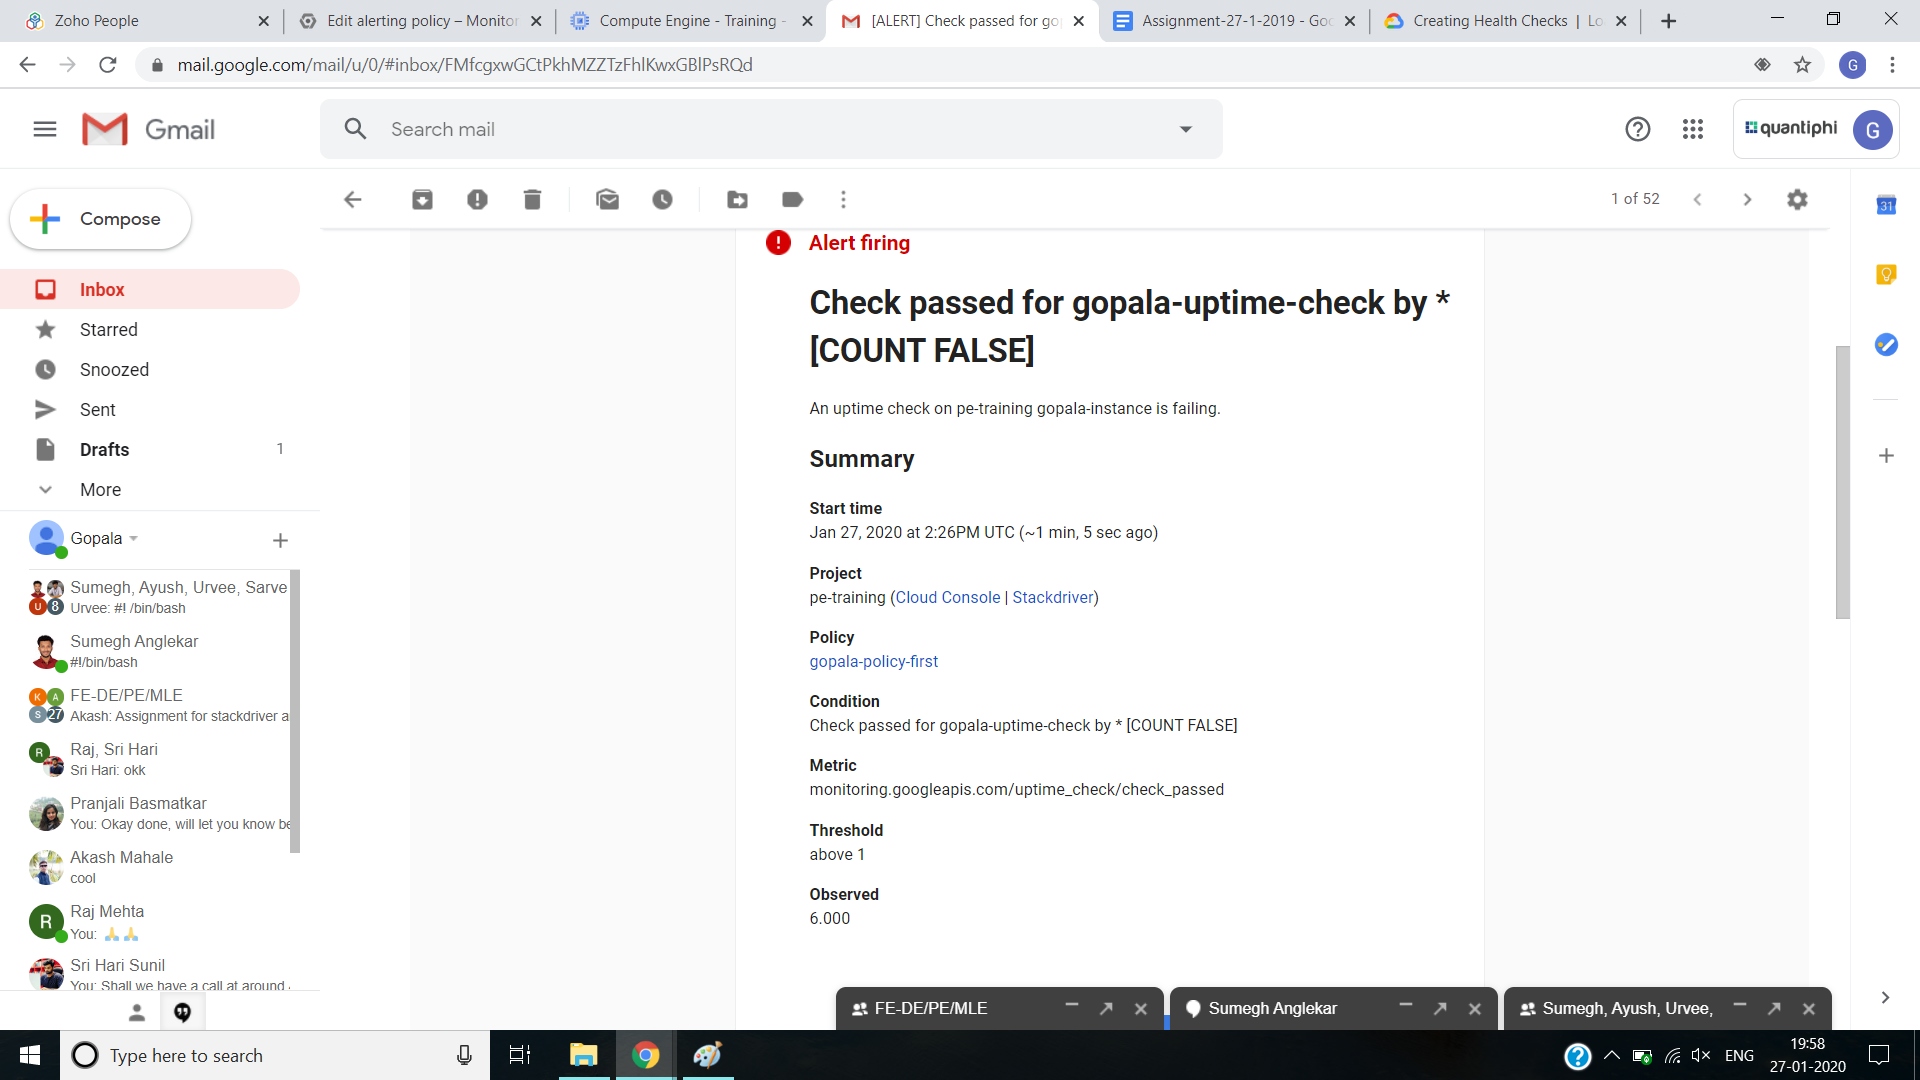 Zoho People
Edit alerting policy – Monitor
Compute Engine - Training -
[ALERT] Check passed for go
Assignment-27-1-2019 - Goo
Creating Health Checks | Lo
mail.google.com/mail/u/0/#inbox/FMfcgxwGCtPkhMZZTzFhlKwxGBlPsRQd
G
Gmail
Search mail
quantiphi
G
Compose
1 of 52
31
Inbox
Starred
Snoozed
Sent
Drafts 1
More
Gopala
Sumegh, Ayush, Urvee, Sarve
U 8 Urvee: #! /bin/bash
Sumegh Anglekar
#!/bin/bash
K A FE-DE/PE/MLE
S 27 Akash: Assignment for stackdriver a
R Raj, Sri Hari
Sri Hari: okk
Pranjali Basmatkar
You: Okay done, will let you know be
Akash Mahale
cool
R Raj Mehta
You: 🙏🙏
Sri Hari Sunil
You: Shall we have a call at around
Alert firing
Check passed for gopala-uptime-check by *
[COUNT FALSE]
An uptime check on pe-training gopala-instance is failing.
Summary
Start time
Jan 27, 2020 at 2:26PM UTC (~1 min, 5 sec ago)
Project
pe-training (Cloud Console | Stackdriver)
Policy
gopala-policy-first
Condition
Check passed for gopala-uptime-check by * [COUNT FALSE]
Metric
monitoring.googleapis.com/uptime_check/check_passed
Threshold
above 1
Observed
6.000
FE-DE/PE/MLE
Sumegh Anglekar
Sumegh, Ayush, Urvee,
Type here to search
ENG
19:58
27-01-2020